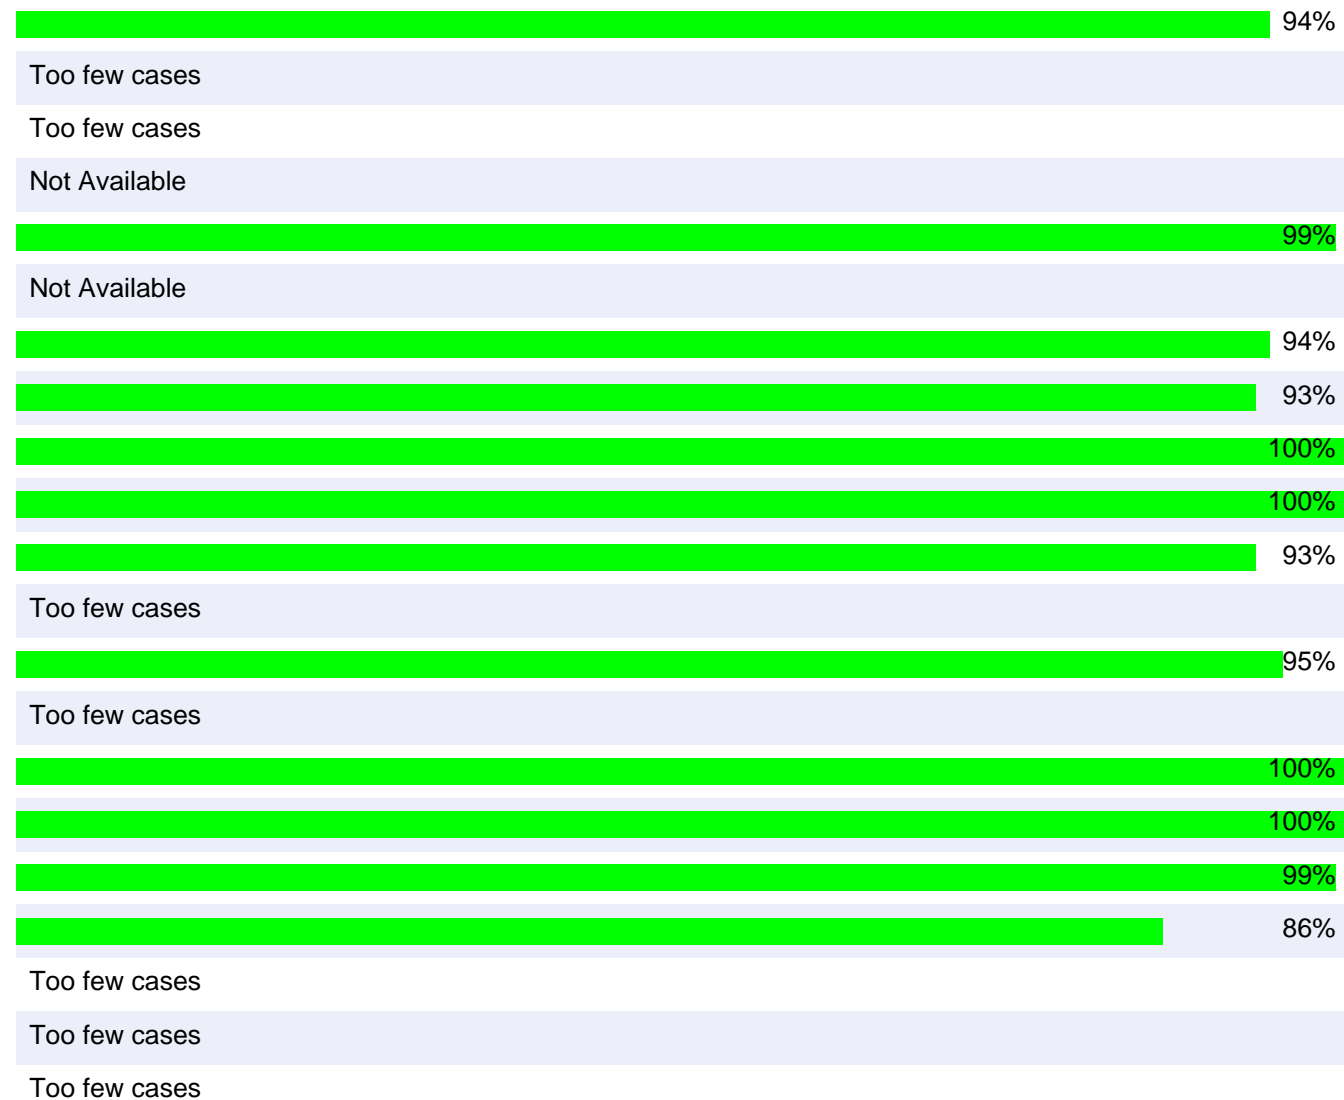 94%
Too few cases
Too few cases
Not Available
99%
Not Available
94%
93%
100%
100%
93%
Too few cases
95%
Too few cases
100%
100%
99%
86%
Too few cases
Too few cases
Too few cases